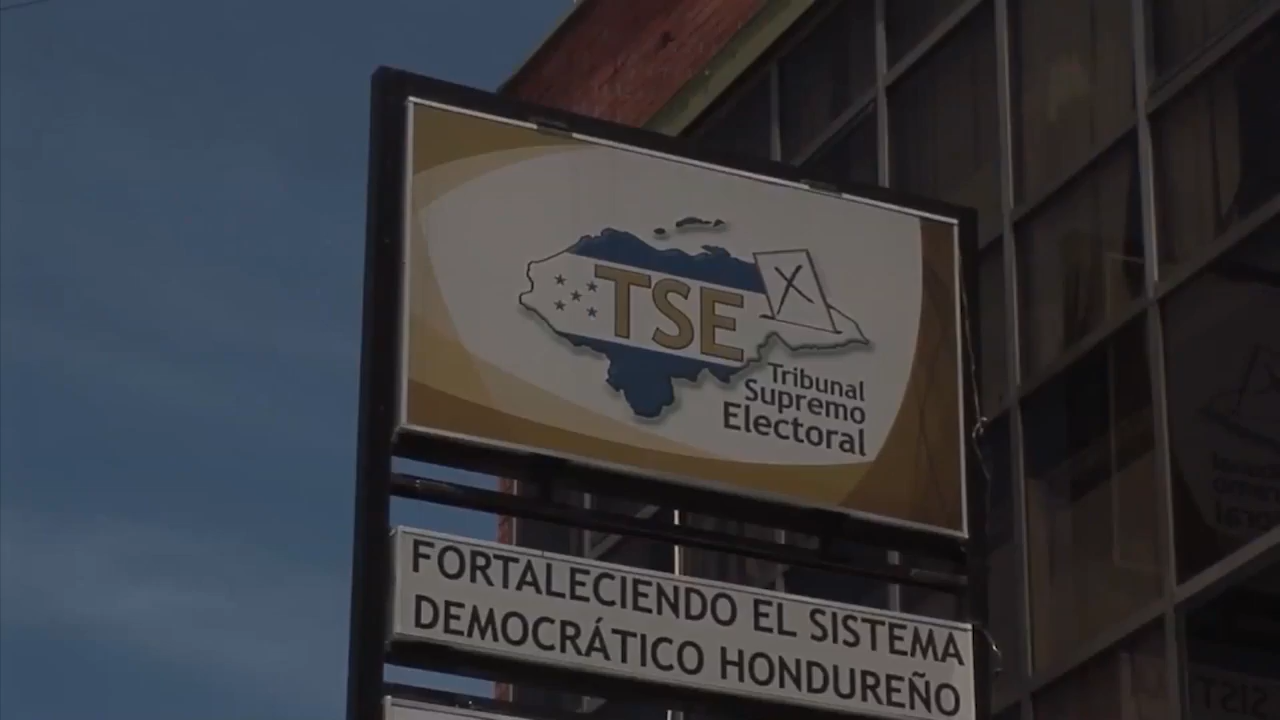 TSE
Tribunal
Supremo
Electoral
FORTALECIENDO EL SISTEMA
DEMOCRÁTICO HONDUREÑO